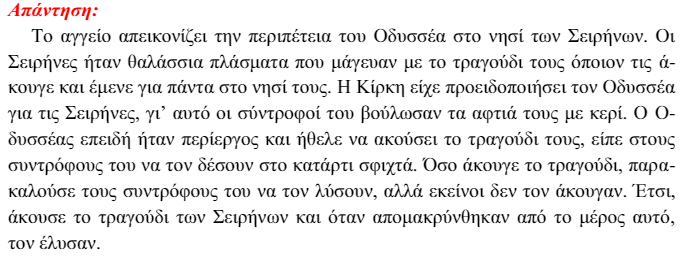 Απάντηση:
Το αγγείο απεικονίζει την περιπέτεια του Οδυσσέα στο νησί των Σειρήνων. Οι
Σειρήνες ήταν θαλάσσια πλάσματα που μάγευαν με το τραγούδι τους όποιον τις ά-
κουγε και έμενε για πάντα στο νησί τους. Η Κίρκη είχε προειδοποιήσει τον Οδυσσέα
για τις Σειρήνες, γι’ αυτό οι σύντροφοί του βούλωσαν τα αφτιά τους με κερί. Ο Ο-
δυσσέας επειδή ήταν περίεργος και ήθελε να ακούσει το τραγούδι τους, είπε στους
συντρόφους του να τον δέσουν στο κατάρτι σφιχτά. Όσο άκουγε το τραγούδι, παρα-
καλούσε τους συντρόφους του να τον λύσουν, αλλά εκείνοι δεν τον άκουγαν. Έτσι,
άκουσε το τραγούδι των Σειρήνων και όταν απομακρύνθηκαν από το μέρος αυτό,
τον έλυσαν.